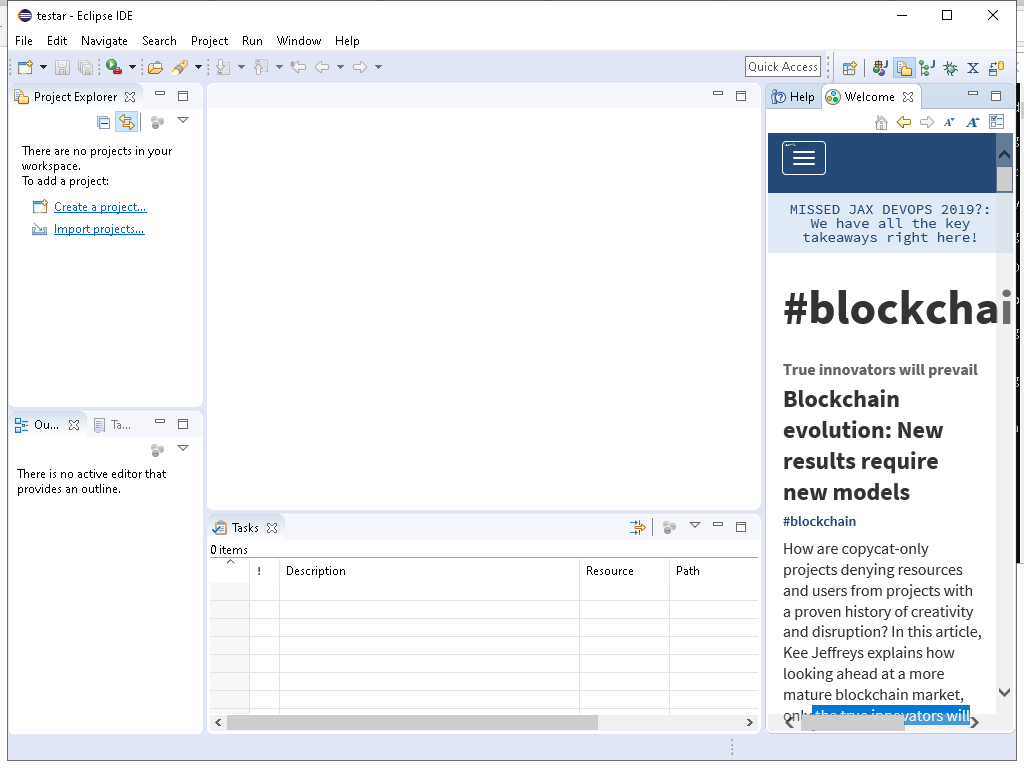 testar - Eclipse IDE
File Edit Navigate Search Project Run Window Help
Quick Access
Project Explorer
There are no projects in your
workspace.
To add a project:
Create a project...
Import projects...
Ou...
Ta...
There is no active editor that
provides an outline.
Tasks
0 items
! Description Resource Path
Help
Welcome
MISSED JAX DEVOPS 2019?:
We have all the key
takeaways right here!
#blockchai
True innovators will prevail
Blockchain
evolution: New
results require
new models
#blockchain
How are copycat-only
projects denying resources
and users from projects with
a proven history of creativity
and disruption? In this article,
Kee Jeffreys explains how
looking ahead at a more
mature blockchain market,
only the true innovators will